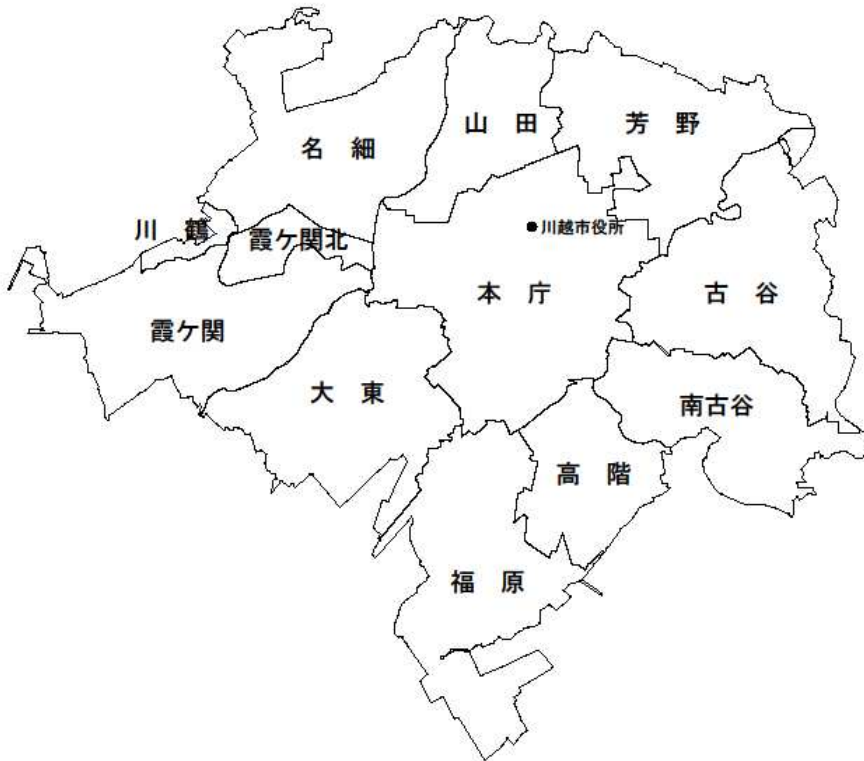 山 田
芳 野
名 細
川 鶴
霞ケ関北
●川越市役所
本 庁
古 谷
霞ケ関
大 東
南古谷
高 階
福 原